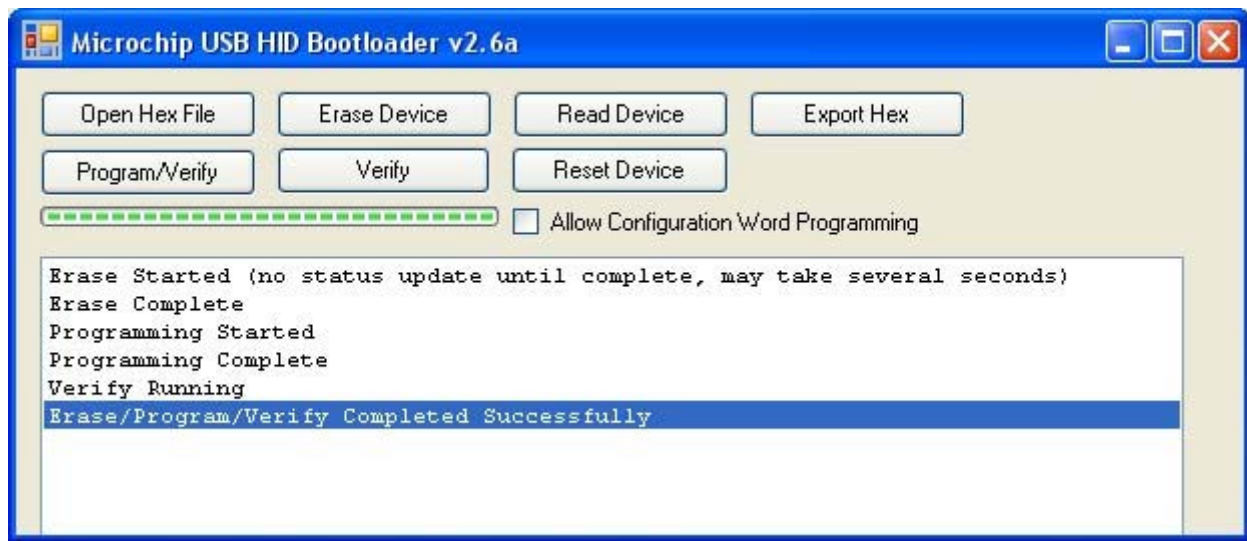 Microchip USB HID Bootloader v2.6a
Open Hex File Erase Device Read Device Export Hex
Program/Verify Verify Reset Device
Allow Configuration Word Programming
Erase Started (no status update until complete, may take several seconds)
Erase Complete
Programming Started
Programming Complete
Verify Running
Erase/Program/Verify Completed Successfully